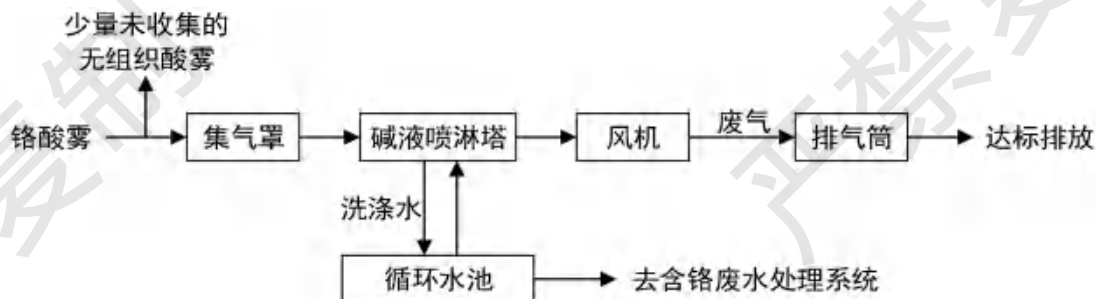 少量未收集的
无组织酸雾
铬酸雾
集气罩
碱液喷淋塔
风机
废气
排气筒
达标排放
洗涤水
循环水池
去含铬废水处理系统